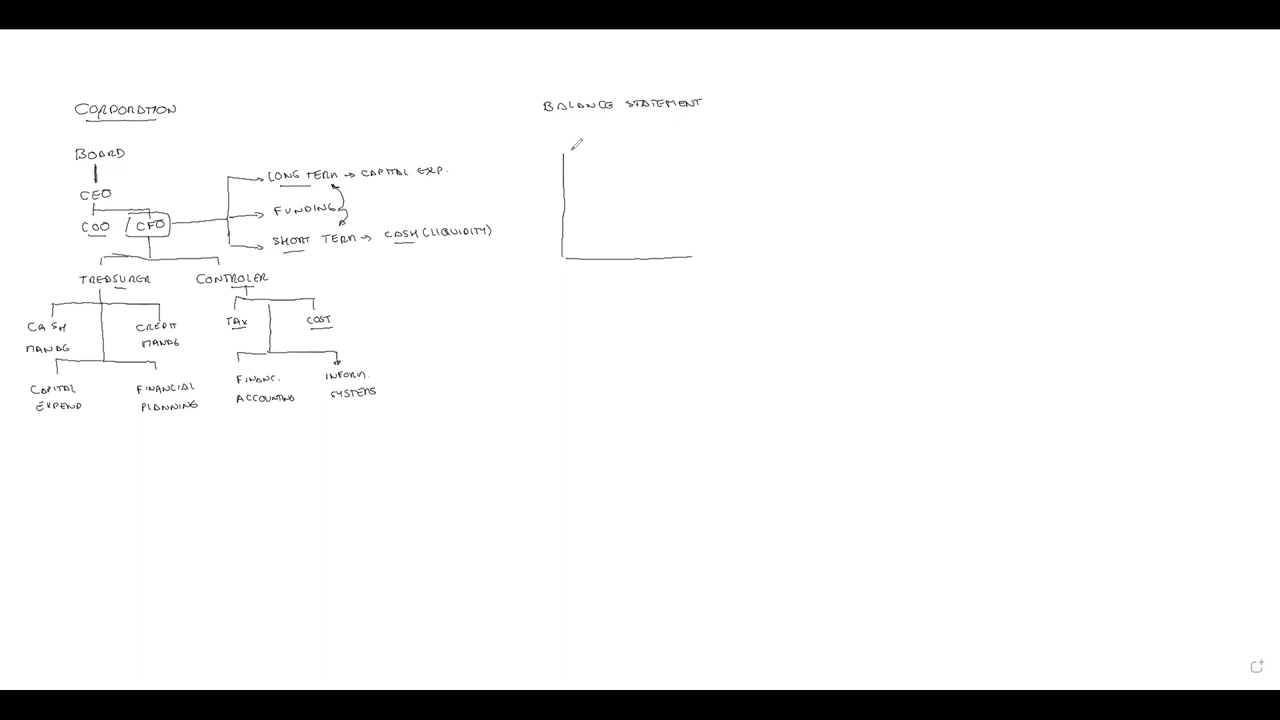 CORPORATION
BALANCE STATEMENT
BOARD
CEO
COO CFO
LONG TERM → CAPITAL EXP.
FUNDING
SHORT TERM → CASH (LIQUIDITY)
TREASURER CONTROLER
CASH
MANAG
CREDIT
MANAG
TAX COST
CAPITAL
EXPEND
FINANCIAL
PLANNING
FINANC.
ACCOUNTING
INFORM.
SYSTEMS